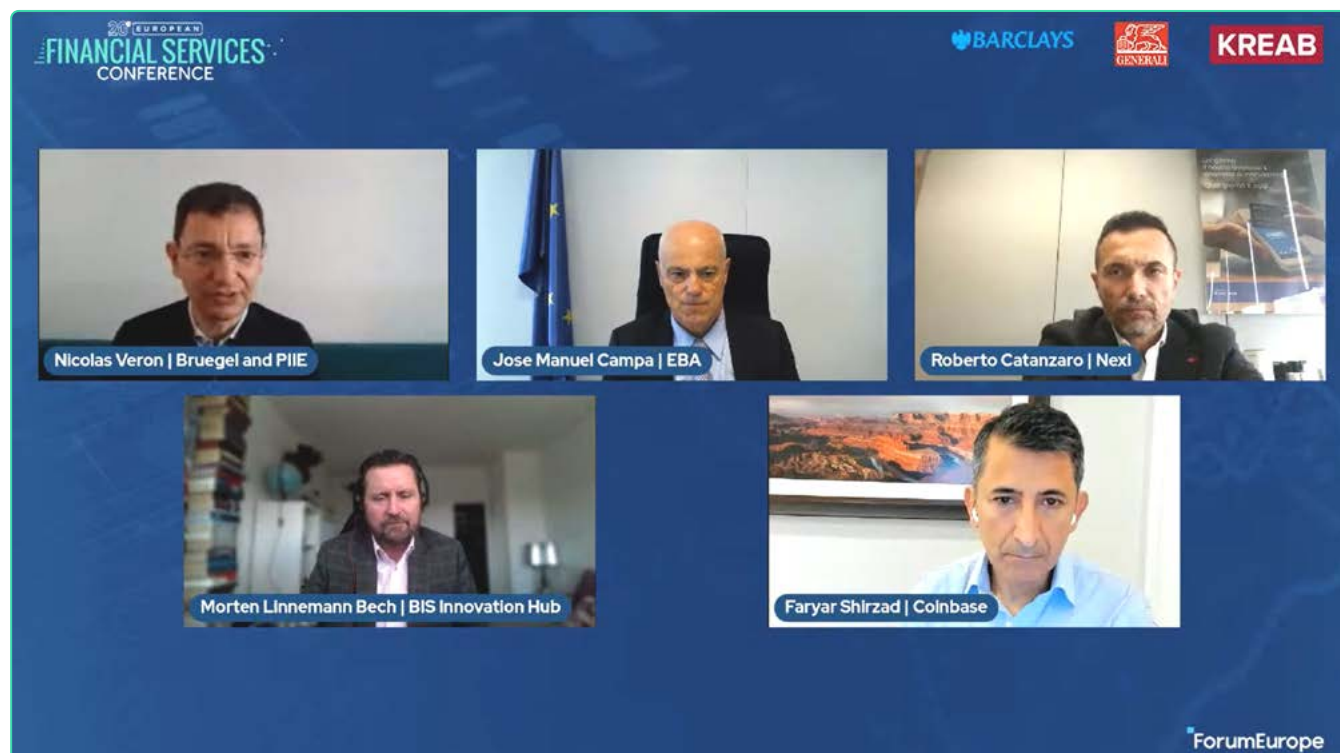 20th EUROPEAN
FINANCIAL SERVICES
CONFERENCE
BARCLAYS
GENERALI
KREAB
Nicolas Veron | Bruegel and PIIE
Jose Manuel Campa | EBA
Roberto Catanzaro | Nexi
Morten Linnemann Bech | BIS Innovation Hub
Faryar Shirzad | Coinbase
ForumEurope